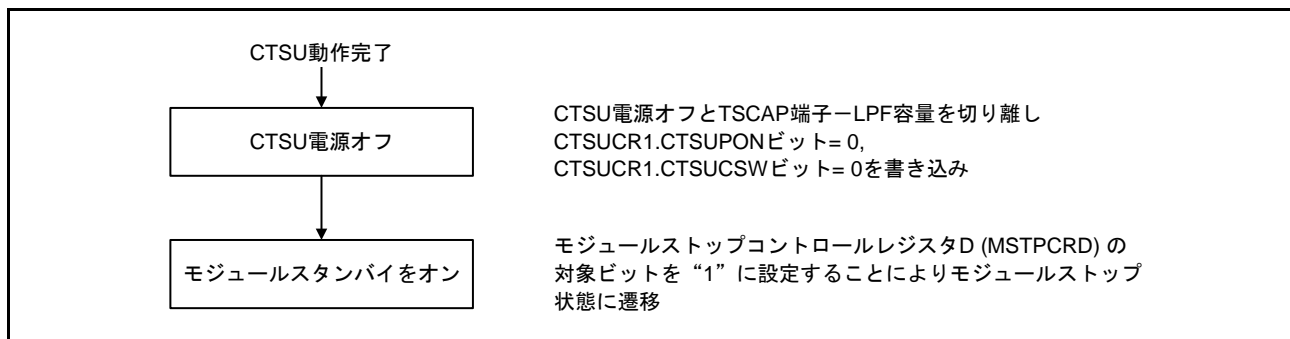 CTSU動作完了
CTSU電源オフ
CTSU電源オフとTSCAP端子－LPF容量を切り離し
CTSUCR1.CTSUPONビット= 0,
CTSUCR1.CTSUCSWビット= 0を書き込み
モジュールスタンバイをオン
モジュールストップコントロールレジスタD (MSTPCRD) の
対象ビットを“1”に設定することによりモジュールストップ
状態に遷移